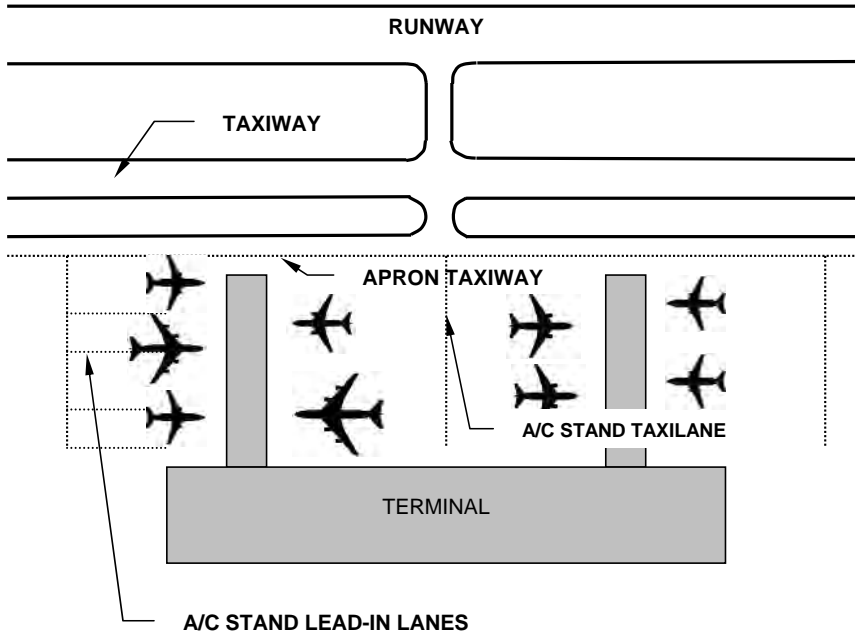 RUNWAY
TAXIWAY
APRON TAXIWAY
A/C STAND TAXILANE
TERMINAL
A/C STAND LEAD-IN LANES